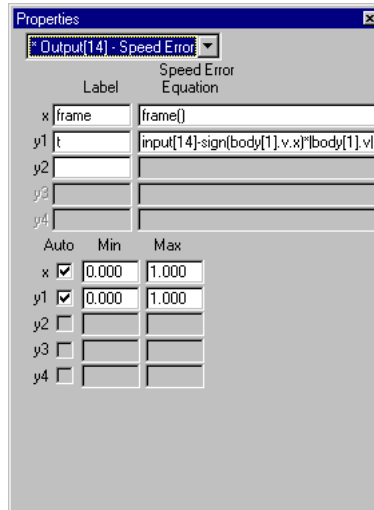 Properties
* Output[14] - Speed Error
Speed Error
Label Equation
x frame frame()
y1 t input[14]-sign(body[1].v.x)*|body[1].v|
y2
y3
y4
Auto Min Max
x 0.000 1.000
y1 0.000 1.000
y2
y3
y4